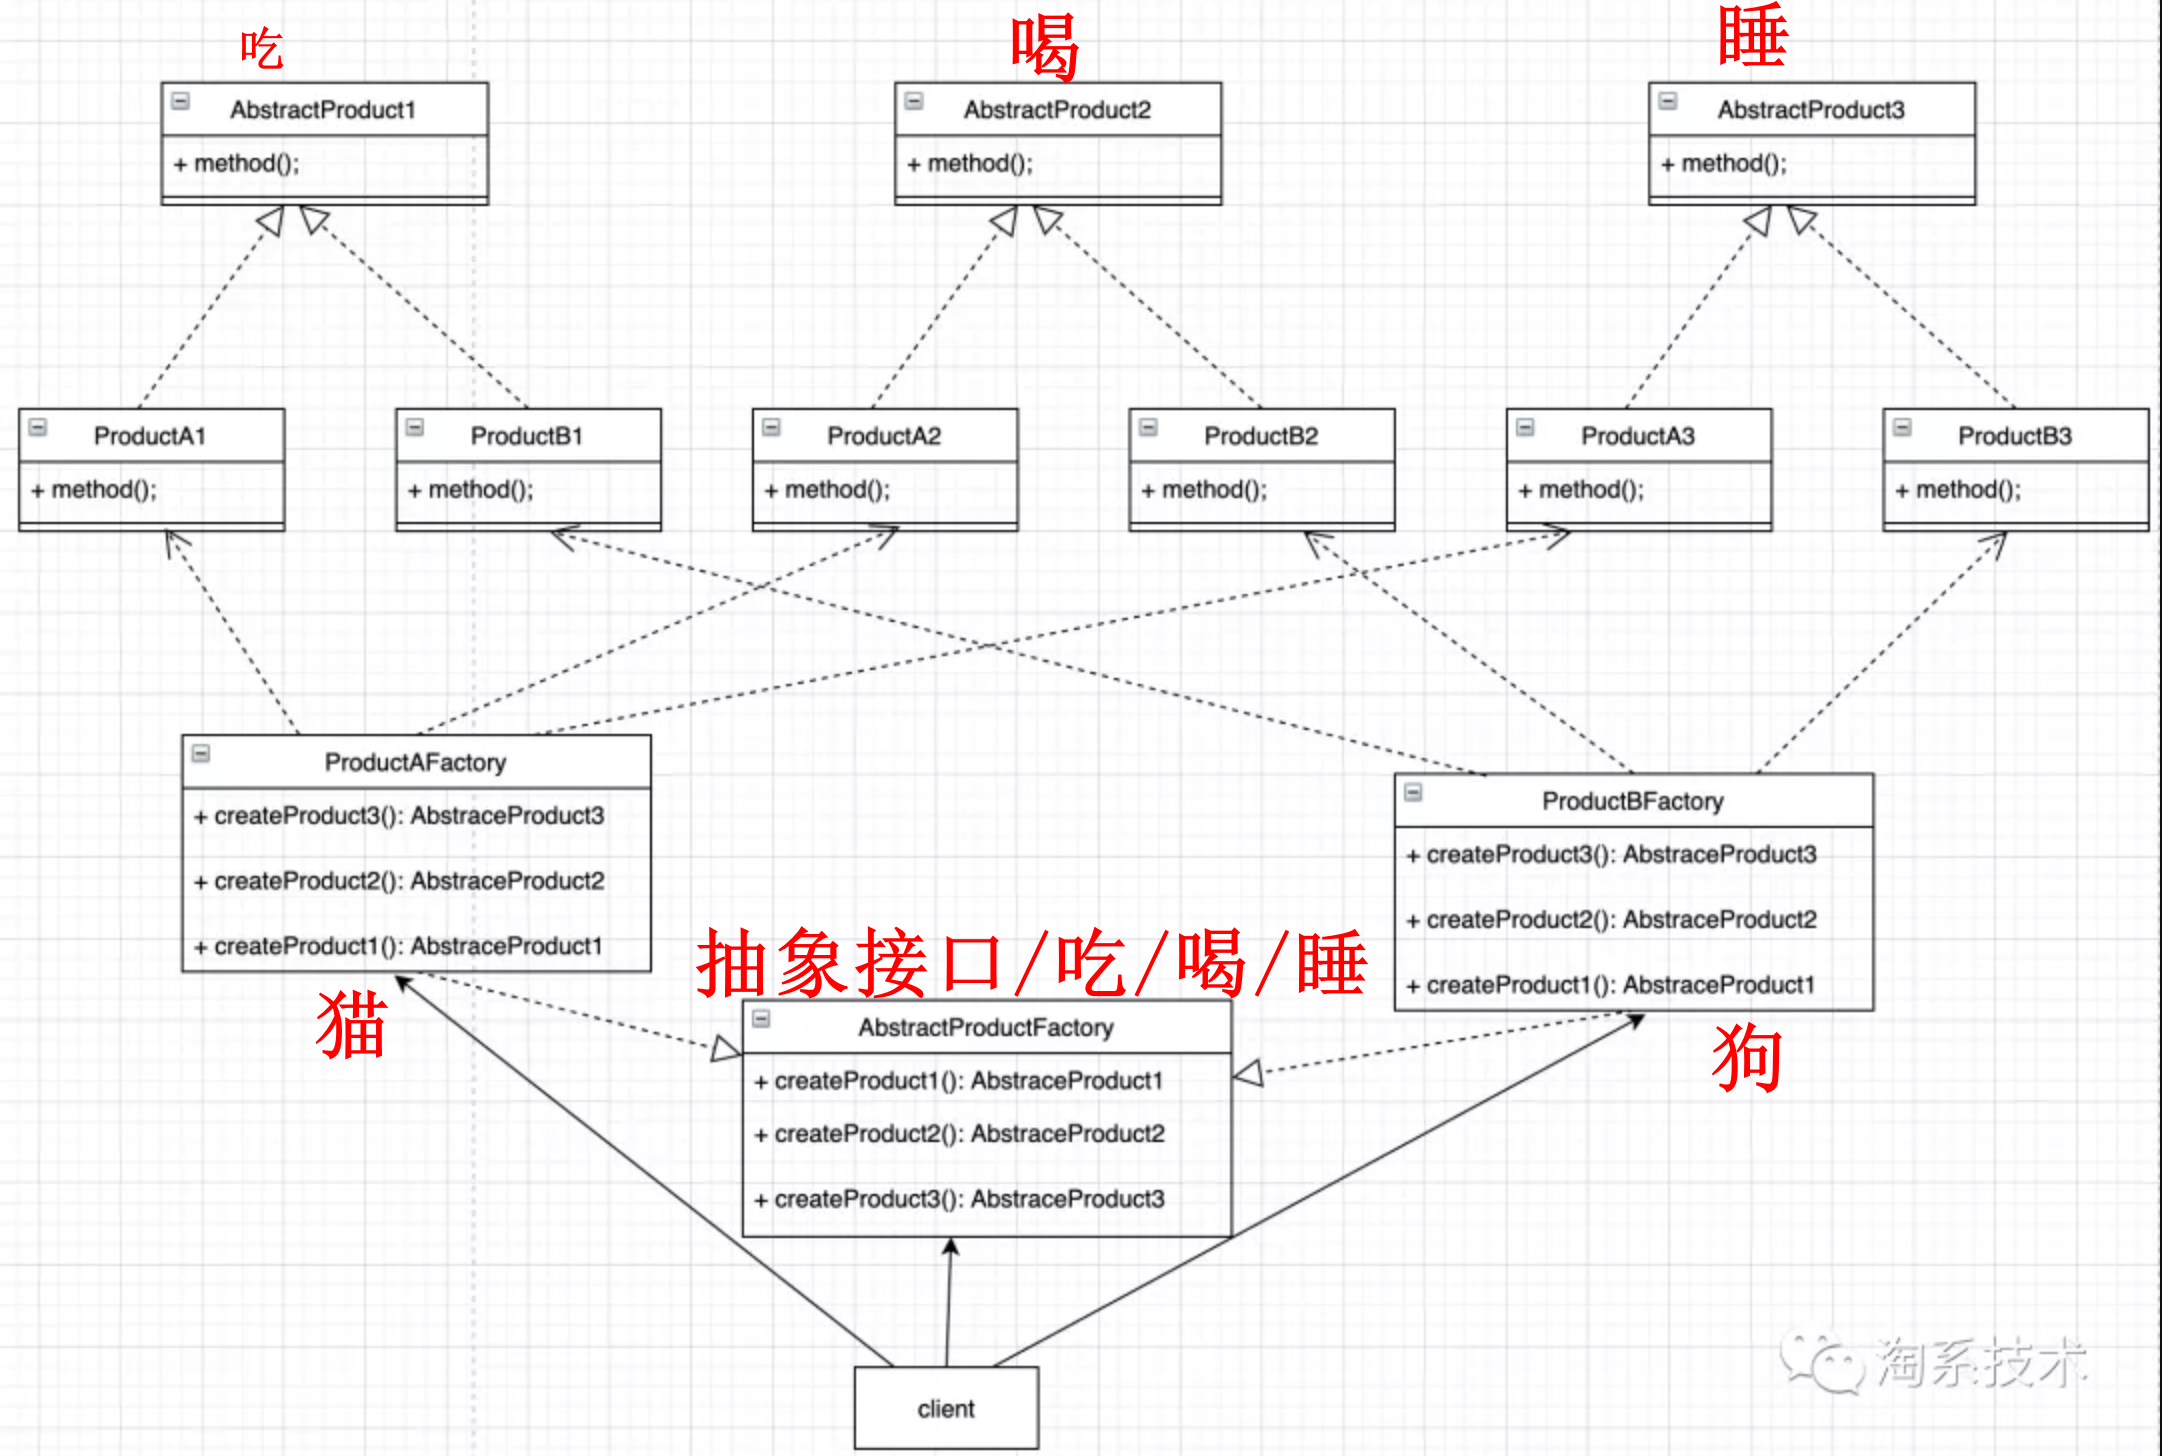 吃
喝
睡
AbstractProduct1
+ method();
AbstractProduct2
+ method();
AbstractProduct3
+ method();
ProductA1
+ method();
ProductB1
+ method();
ProductA2
+ method();
ProductB2
+ method();
ProductA3
+ method();
ProductB3
+ method();
ProductAFactory
+ createProduct3(): AbstraceProduct3
+ createProduct2(): AbstraceProduct2
+ createProduct1(): AbstraceProduct1
猫
ProductBFactory
+ createProduct3(): AbstraceProduct3
+ createProduct2(): AbstraceProduct2
+ createProduct1(): AbstraceProduct1
狗
抽象接口/吃/喝/睡
AbstractProductFactory
+ createProduct1(): AbstraceProduct1
+ createProduct2(): AbstraceProduct2
+ createProduct3(): AbstraceProduct3
client
淘系技术